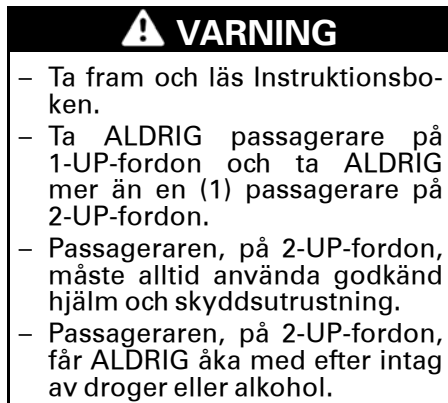 VARNING
– Ta fram och läs Instruktionsbo-
ken.
– Ta ALDRIG passagerare på
1-UP-fordon och ta ALDRIG
mer än en (1) passagerare på
2-UP-fordon.
– Passageraren, på 2-UP-fordon,
måste alltid använda godkänd
hjälm och skyddsutrustning.
– Passageraren, på 2-UP-fordon,
får ALDRIG åka med efter intag
av droger eller alkohol.